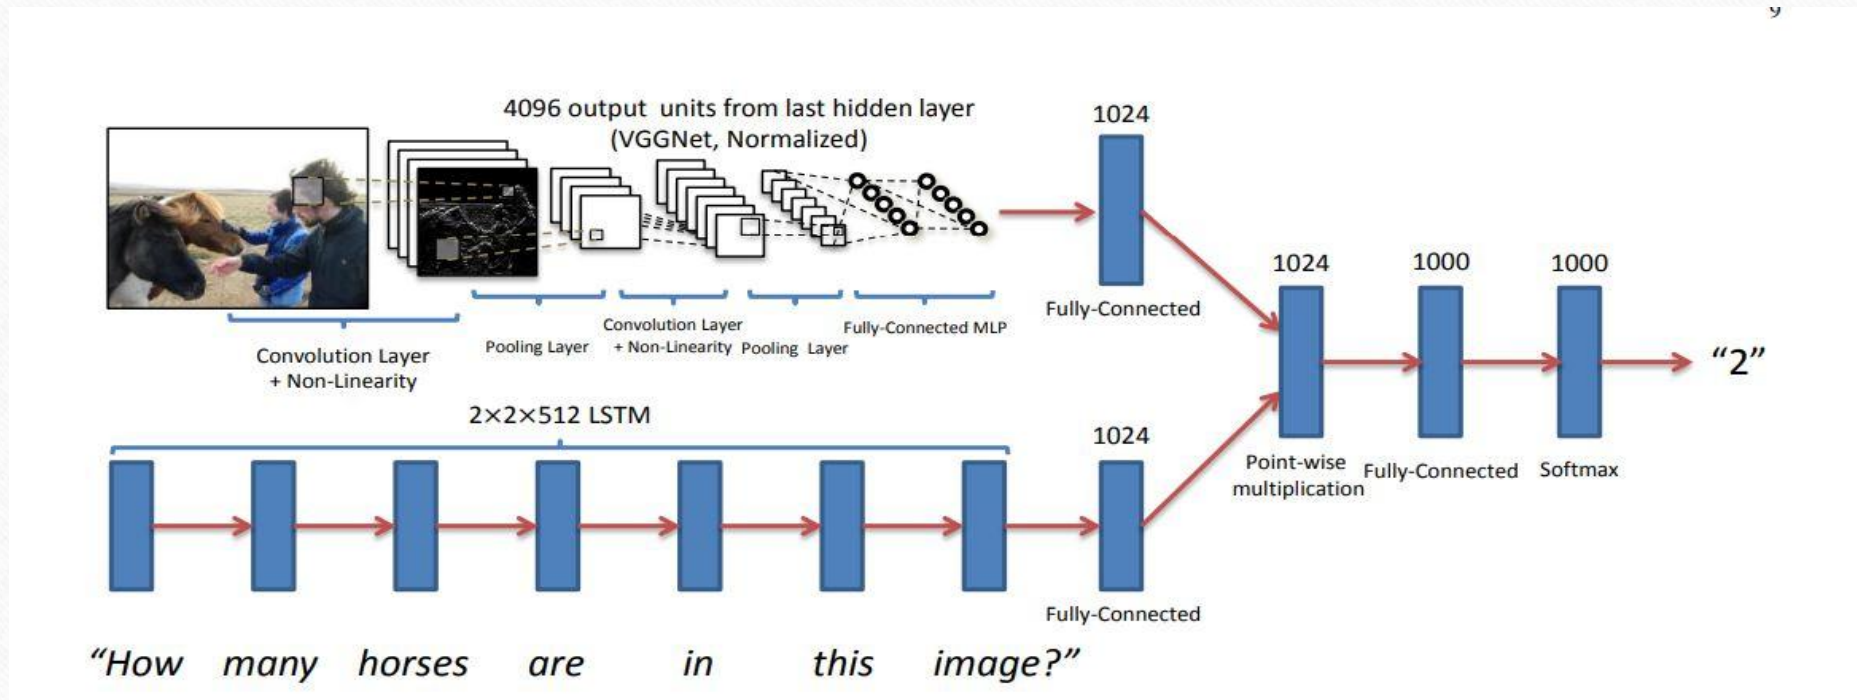 9
4096 output units from last hidden layer
(VGGNet, Normalized)
1024
Fully-Connected
Convolution Layer
+ Non-Linearity
Pooling Layer
Convolution Layer
+ Non-Linearity
Pooling Layer
Fully-Connected MLP
2×2×512 LSTM
1024
Fully-Connected
1024
Point-wise
multiplication
1000
Fully-Connected
1000
Softmax
“2”
“How many horses are in this image?”